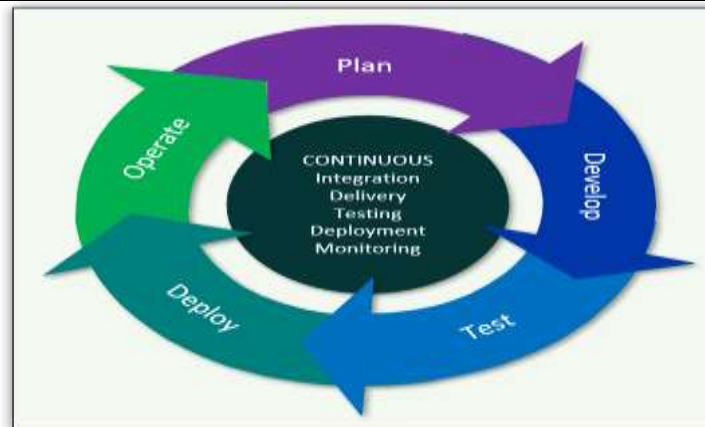 Plan
Develop
Test
Deploy
Operate
CONTINUOUS
Integration
Delivery
Testing
Deployment
Monitoring